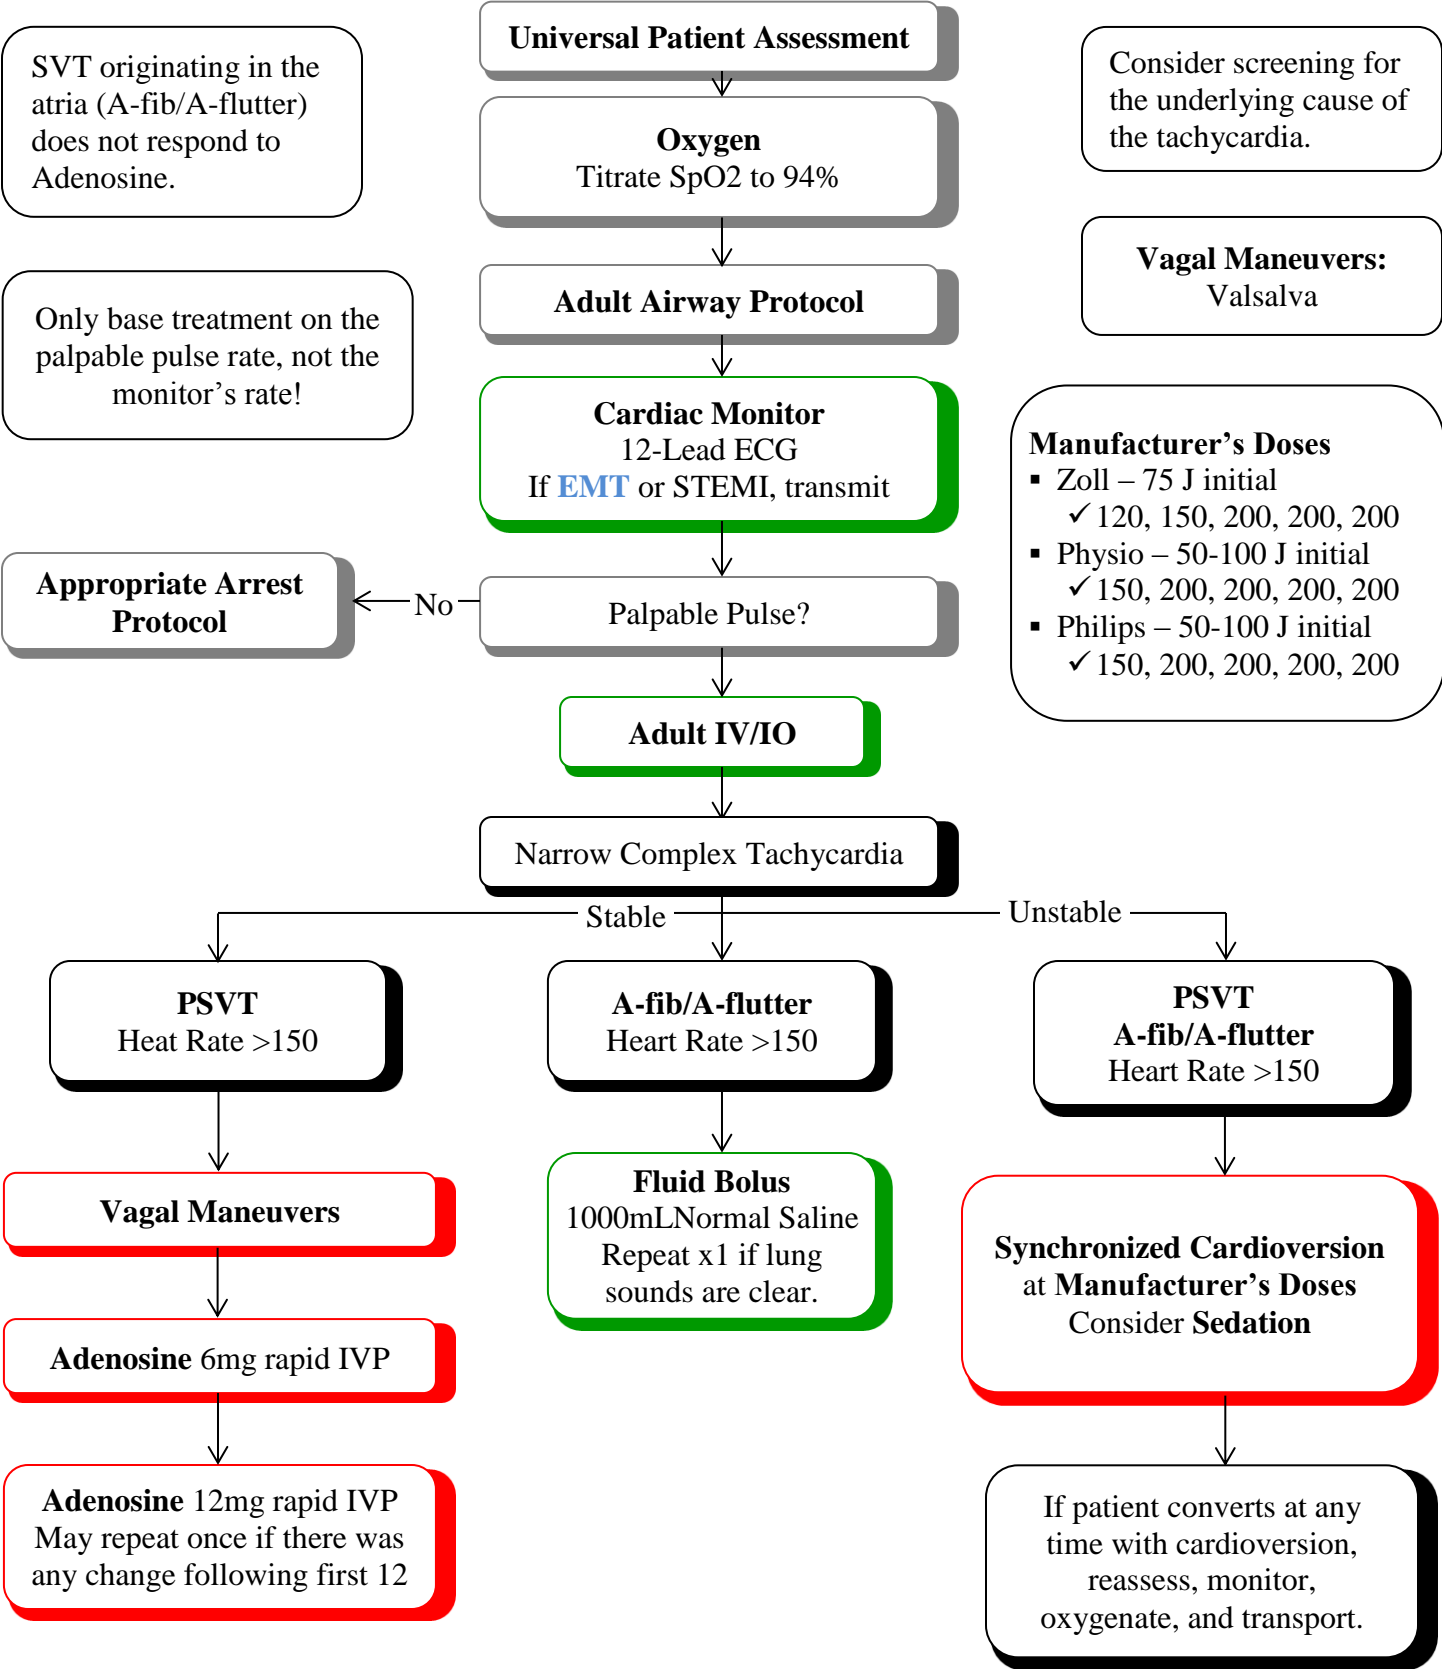 Universal Patient Assessment
SVT originating in the
atria (A-fib/A-flutter)
does not respond to
Adenosine.
Consider screening for
the underlying cause of
the tachycardia.
Oxygen
Titrate SpO2 to 94%
Vagal Maneuvers:
Valsalva
Adult Airway Protocol
Only base treatment on the
palpable pulse rate, not the
monitor’s rate!
Cardiac Monitor
12-Lead ECG
If EMT or STEMI, transmit
Manufacturer’s Doses
▪ Zoll – 75 J initial
✓120, 150, 200, 200, 200
▪ Physio – 50-100 J initial
✓150, 200, 200, 200, 200
▪ Philips – 50-100 J initial
✓150, 200, 200, 200, 200
Appropriate Arrest
Protocol
No
Palpable Pulse?
Adult IV/IO
Narrow Complex Tachycardia
Stable
Unstable
PSVT
Heat Rate >150
A-fib/A-flutter
Heart Rate >150
PSVT
A-fib/A-flutter
Heart Rate >150
Vagal Maneuvers
Fluid Bolus
1000mLNormal Saline
Repeat x1 if lung
sounds are clear.
Synchronized Cardioversion
at Manufacturer’s Doses
Consider Sedation
Adenosine 6mg rapid IVP
Adenosine 12mg rapid IVP
May repeat once if there was
any change following first 12
If patient converts at any
time with cardioversion,
reassess, monitor,
oxygenate, and transport.